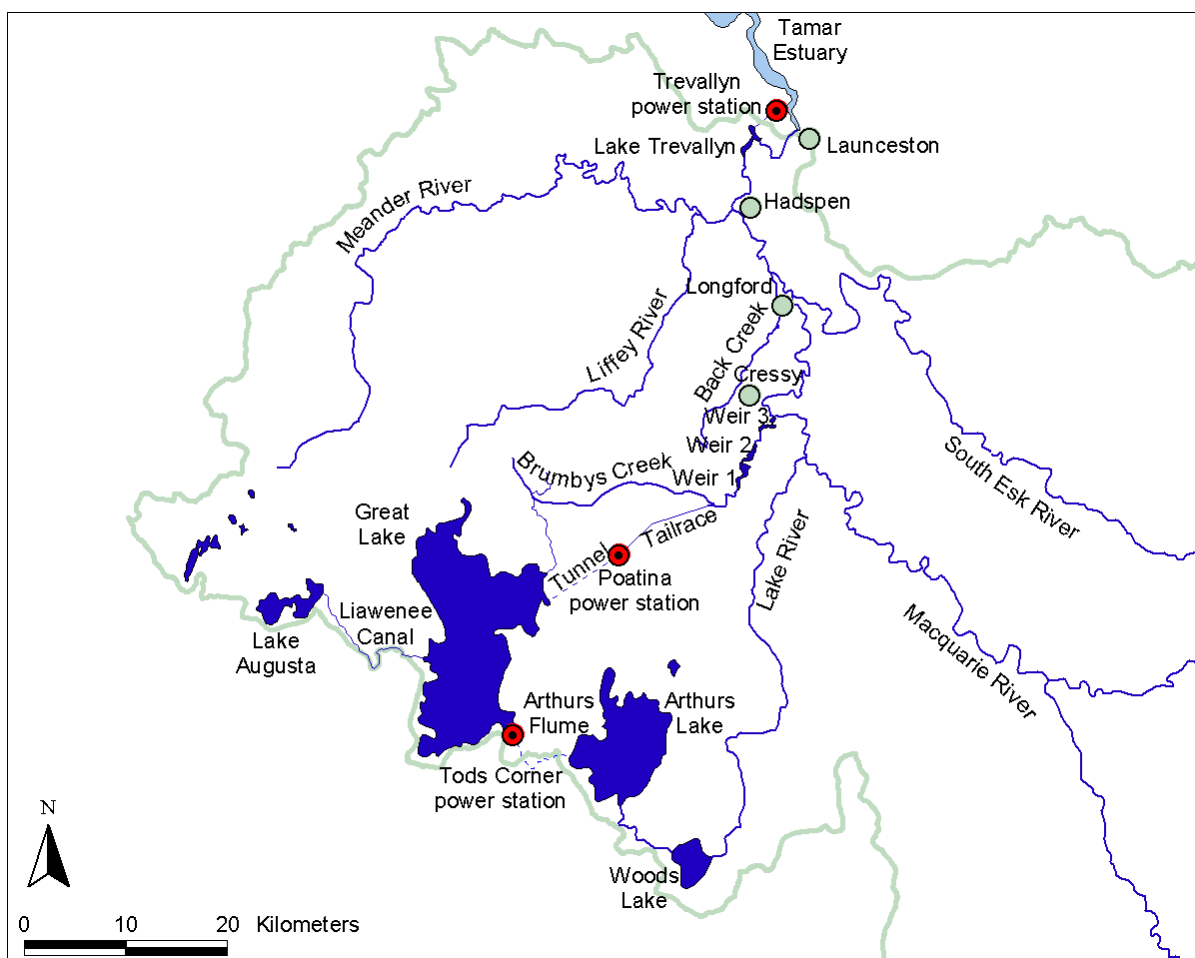 Tamar
Estuary
Trevallyn
power station
Lake Trevallyn
Launceston
Meander River
Hadspen
Longford
Liffey River
Back Creek
Cressy
Weir 3
Weir 2
Weir 1
Brumbys Creek
South Esk River
Great
Lake
Tunnel
Tailrace
Poatina
power station
Lake River
Liawenee
Canal
Lake
Augusta
Macquarie River
Arthurs
Flume
Arthurs
Lake
Tods Corner
power station
Woods
Lake
N
0 10 20 Kilometers